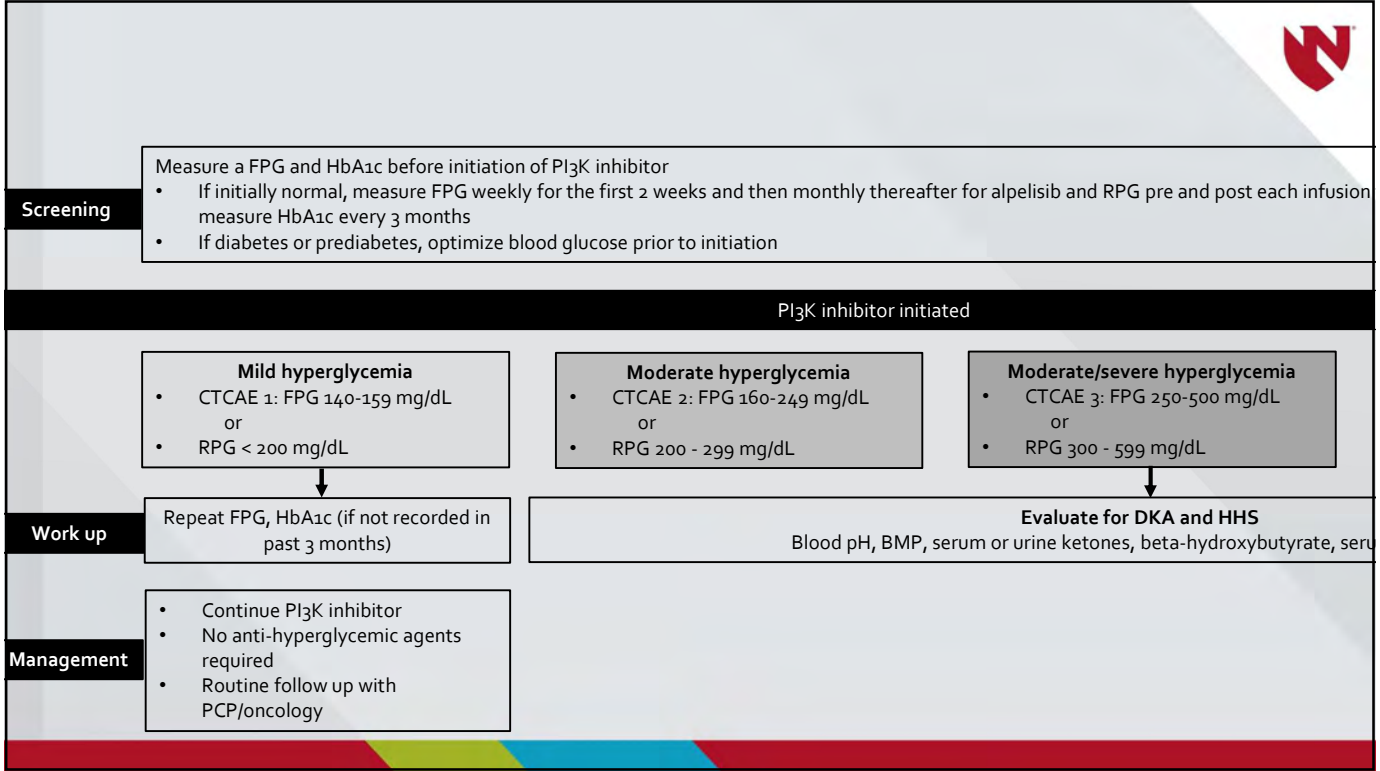 Measure a FPG and HbA1c before initiation of PI3K inhibitor
• If initially normal, measure FPG weekly for the first 2 weeks and then monthly thereafter for alpelisib and RPG pre and post each infusion
measure HbA1c every 3 months
• If diabetes or prediabetes, optimize blood glucose prior to initiation
Screening
PI3K inhibitor initiated
Mild hyperglycemia
• CTCAE 1: FPG 140-159 mg/dL
or
• RPG < 200 mg/dL
Moderate hyperglycemia
• CTCAE 2: FPG 160-249 mg/dL
or
• RPG 200 - 299 mg/dL
Moderate/severe hyperglycemia
• CTCAE 3: FPG 250-500 mg/dL
or
• RPG 300 - 599 mg/dL
Work up
Repeat FPG, HbA1c (if not recorded in
past 3 months)
Evaluate for DKA and HHS
Blood pH, BMP, serum or urine ketones, beta-hydroxybutyrate,
Management
• Continue PI3K inhibitor
• No anti-hyperglycemic agents
required
• Routine follow up with
PCP/oncology